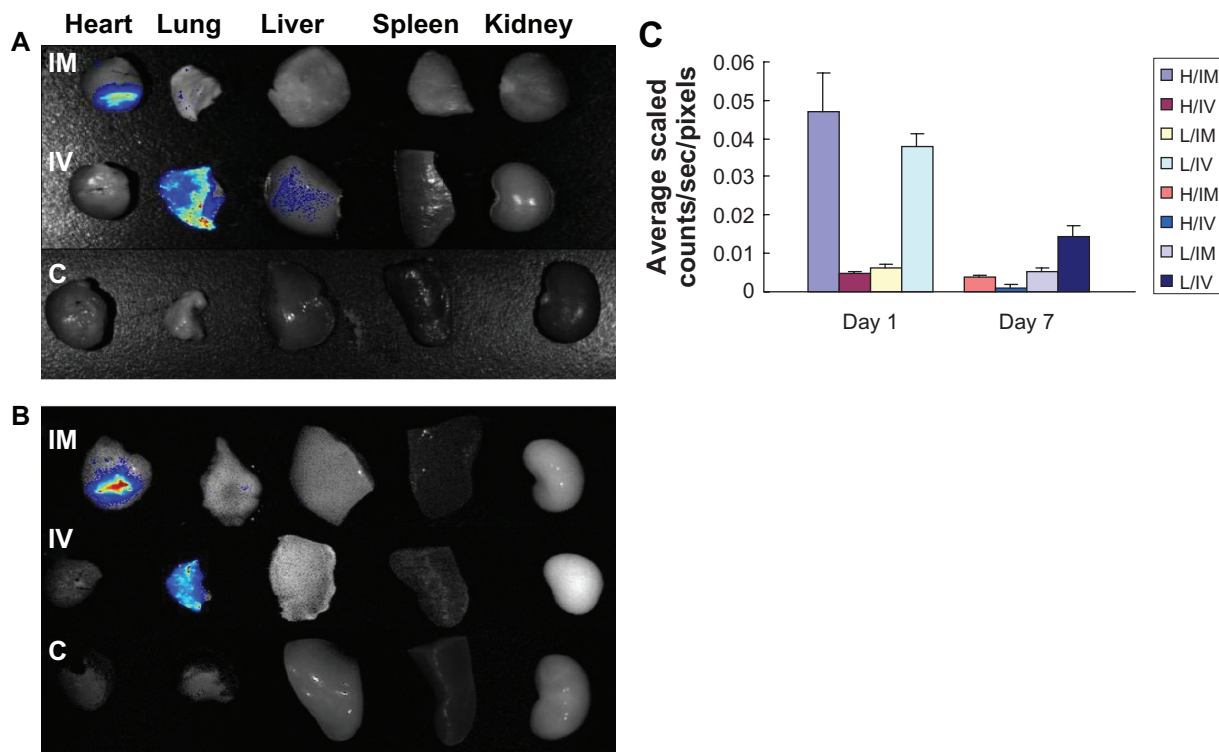 Heart Lung Liver Spleen Kidney
A
IM
IV
C
B
IM
IV
C
C
Average scaled
counts/sec/pixels
0.06
0.05
0.04
0.03
0.02
0.01
0
Day 1 Day 7
H/IM
H/IV
L/IM
L/IV
H/IM
H/IV
L/IM
L/IV